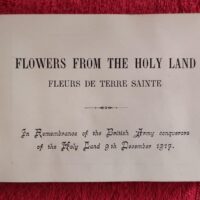 FLOWERS FROM THE HOLY LAND
FLEURS DE TERRE SAINTE
In Remembrance of the British Army conquerors
of the Holy Land 9th December 1917.